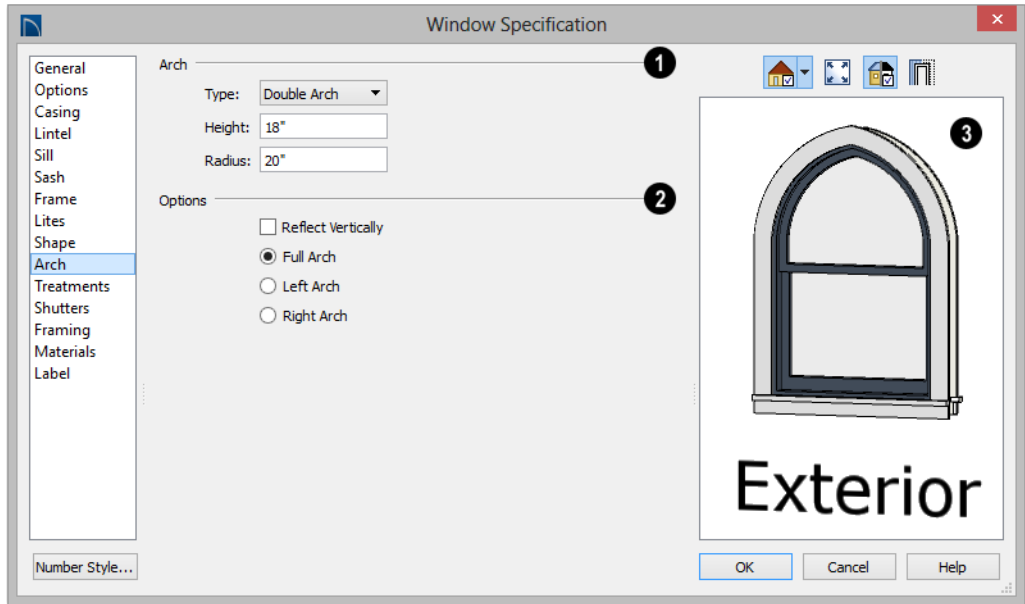 Window Specification
General
Options
Casing
Lintel
Sill
Sash
Frame
Lites
Shape
Arch
Treatments
Shutters
Framing
Materials
Label
Number Style...
Arch 1
Type: Double Arch
Height: 18"
Radius: 20"
Options 2
Reflect Vertically
Full Arch
Left Arch
Right Arch
3
Exterior
OK Cancel Help